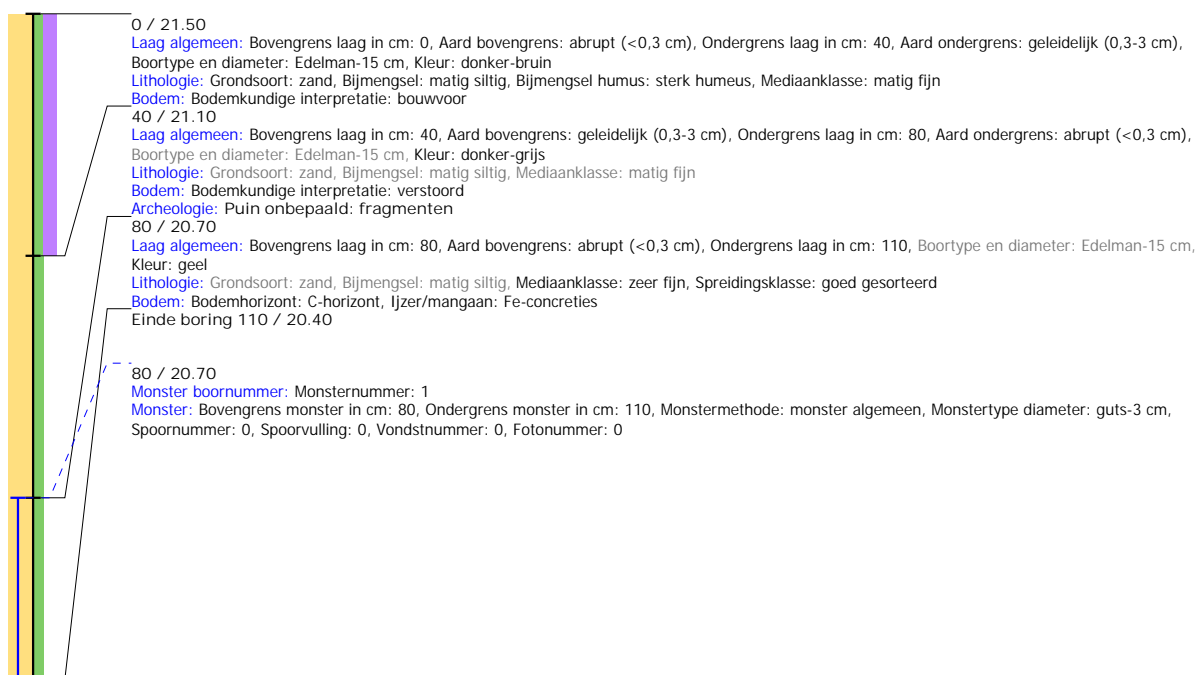 0 / 21.50
Laag algemeen: Bovengrens laag in cm: 0, Aard bovengrens: abrupt (<0,3 cm), Ondergrens laag in cm: 40, Aard ondergrens: geleidelijk (0,3-3 cm),
Boortype en diameter: Edelman-15 cm, Kleur: donker-bruin
Lithologie: Grondsoort: zand, Bijmengsel: matig siltig, Bijmengsel humus: sterk humeus, Mediaanklasse: matig fijn
Bodem: Bodemkundige interpretatie: bouwvoor
40 / 21.10
Laag algemeen: Bovengrens laag in cm: 40, Aard bovengrens: geleidelijk (0,3-3 cm), Ondergrens laag in cm: 80, Aard ondergrens: abrupt (<0,3 cm),
Boortype en diameter: Edelman-15 cm, Kleur: donker-grijs
Lithologie: Grondsoort: zand, Bijmengsel: matig siltig, Mediaanklasse: matig fijn
Bodem: Bodemkundige interpretatie: verstoord
Archeologie: Puin onbepaald: fragmenten
80 / 20.70
Laag algemeen: Bovengrens laag in cm: 80, Aard bovengrens: abrupt (<0,3 cm), Ondergrens laag in cm: 110, Boortype en diameter: Edelman-15 cm,
Kleur: geel
Lithologie: Grondsoort: zand, Bijmengsel: matig siltig, Mediaanklasse: zeer fijn, Spreidingsklasse: goed gesorteerd
Bodem: Bodemhorizont: C-horizont, Ijzer/mangaan: Fe-concreties
Einde boring 110 / 20.40
80 / 20.70
Monster boornummer: Monsternummer: 1
Monster: Bovengrens monster in cm: 80, Ondergrens monster in cm: 110, Monstermethode: monster algemeen, Monstertype diameter: guts-3 cm,
Spoornummer: 0, Spoorvulling: 0, Vondstnummer: 0, Fotonummer: 0